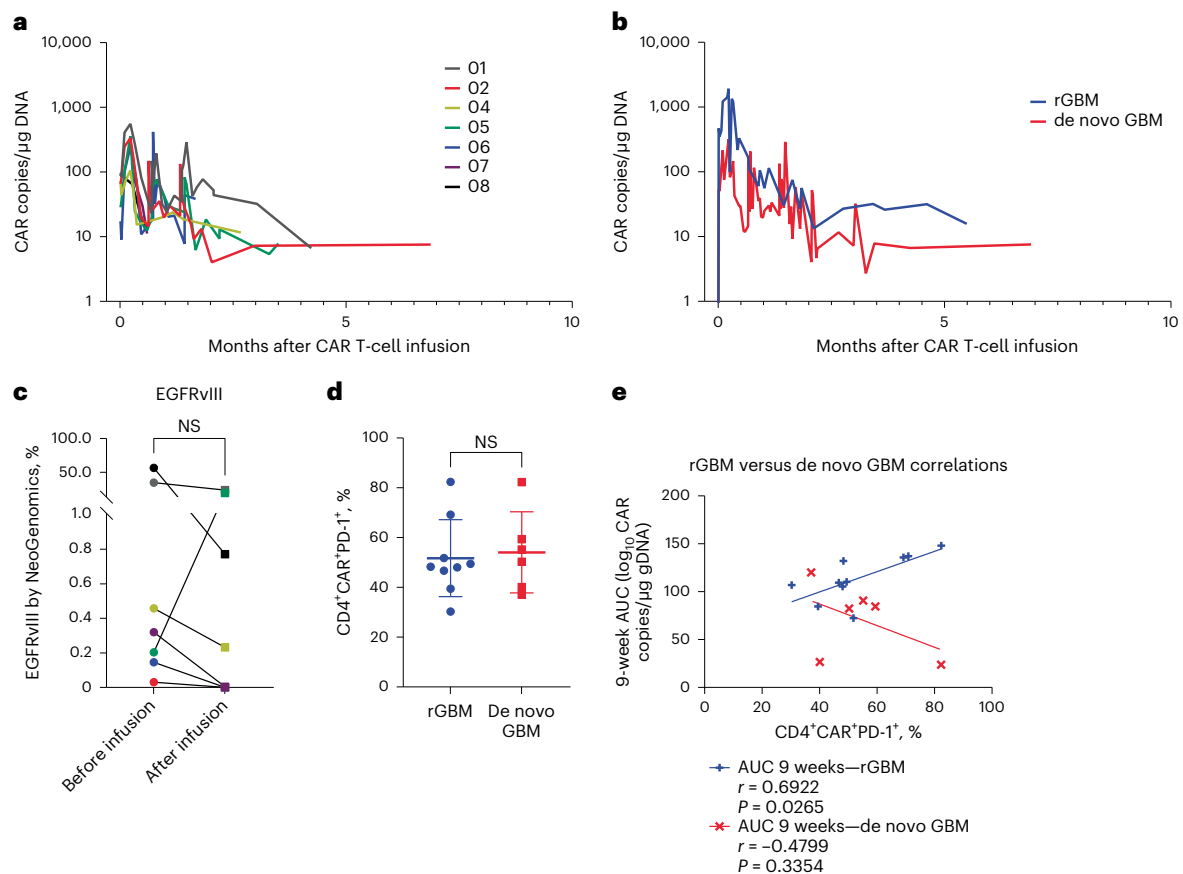 a
10,000
1,000
100
10
1
CAR copies/µg DNA
0
5
10
Months after CAR T-cell infusion
01
02
04
05
06
07
08
b
10,000
1,000
100
10
1
CAR copies/µg DNA
0
5
10
Months after CAR T-cell infusion
rGBM
de novo GBM
c
EGFRvIII
NS
100.0
50.0
1.0
0.8
0.6
0.4
0.2
0
EGFRvIII by NeoGenomics, %
Before infusion
After infusion
d
NS
100
80
60
40
20
0
CD4⁺CAR⁺PD-1⁺, %
rGBM
De novo
GBM
e
rGBM versus de novo GBM correlations
200
150
100
50
0
9-week AUC (log₁₀ CAR
copies/µg gDNA)
0
20
40
60
80
100
CD4⁺CAR⁺PD-1⁺, %
AUC 9 weeks—rGBM
r = 0.6922
P = 0.0265
AUC 9 weeks—de novo GBM
r = –0.4799
P = 0.3354